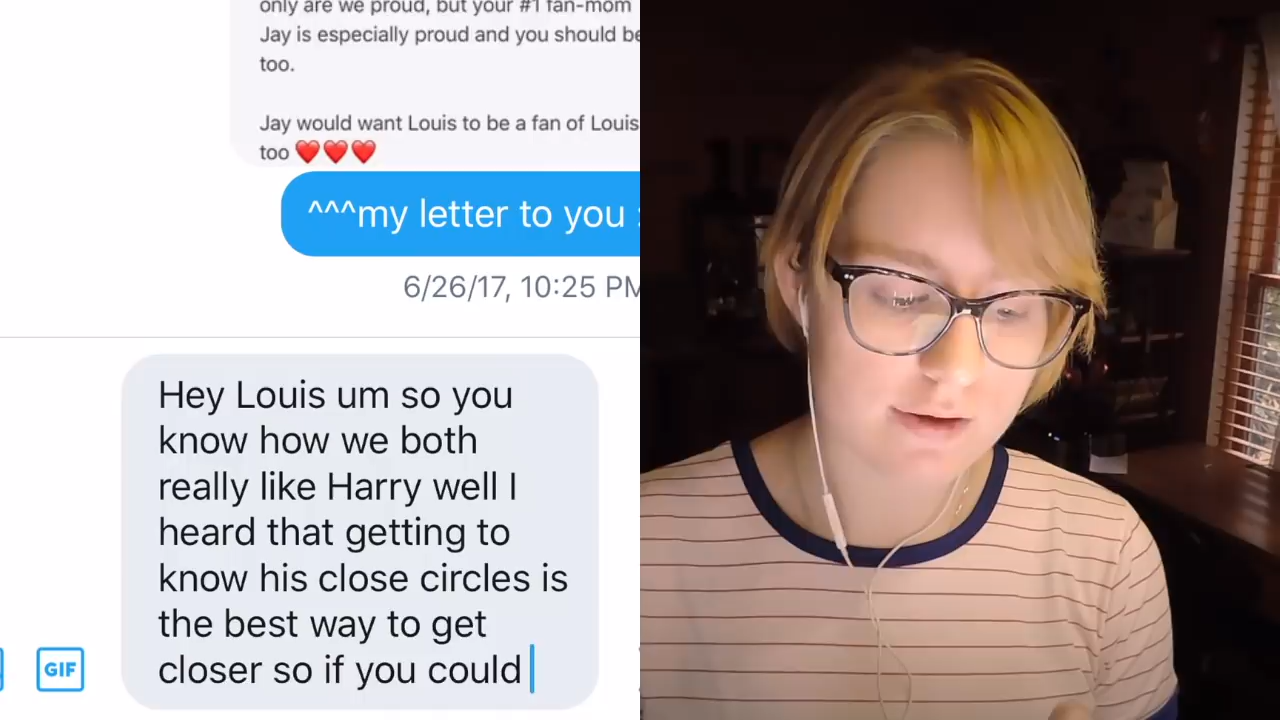 only are we proud, but your #1 fan-mom
Jay is especially proud and you should be
too.
Jay would want Louis to be a fan of Louis
too ❤️❤️❤️
^^^my letter to you :
6/26/17, 10:25 PM
Hey Louis um so you
know how we both
really like Harry well I
heard that getting to
know his close circles is
the best way to get
closer so if you could
GIF